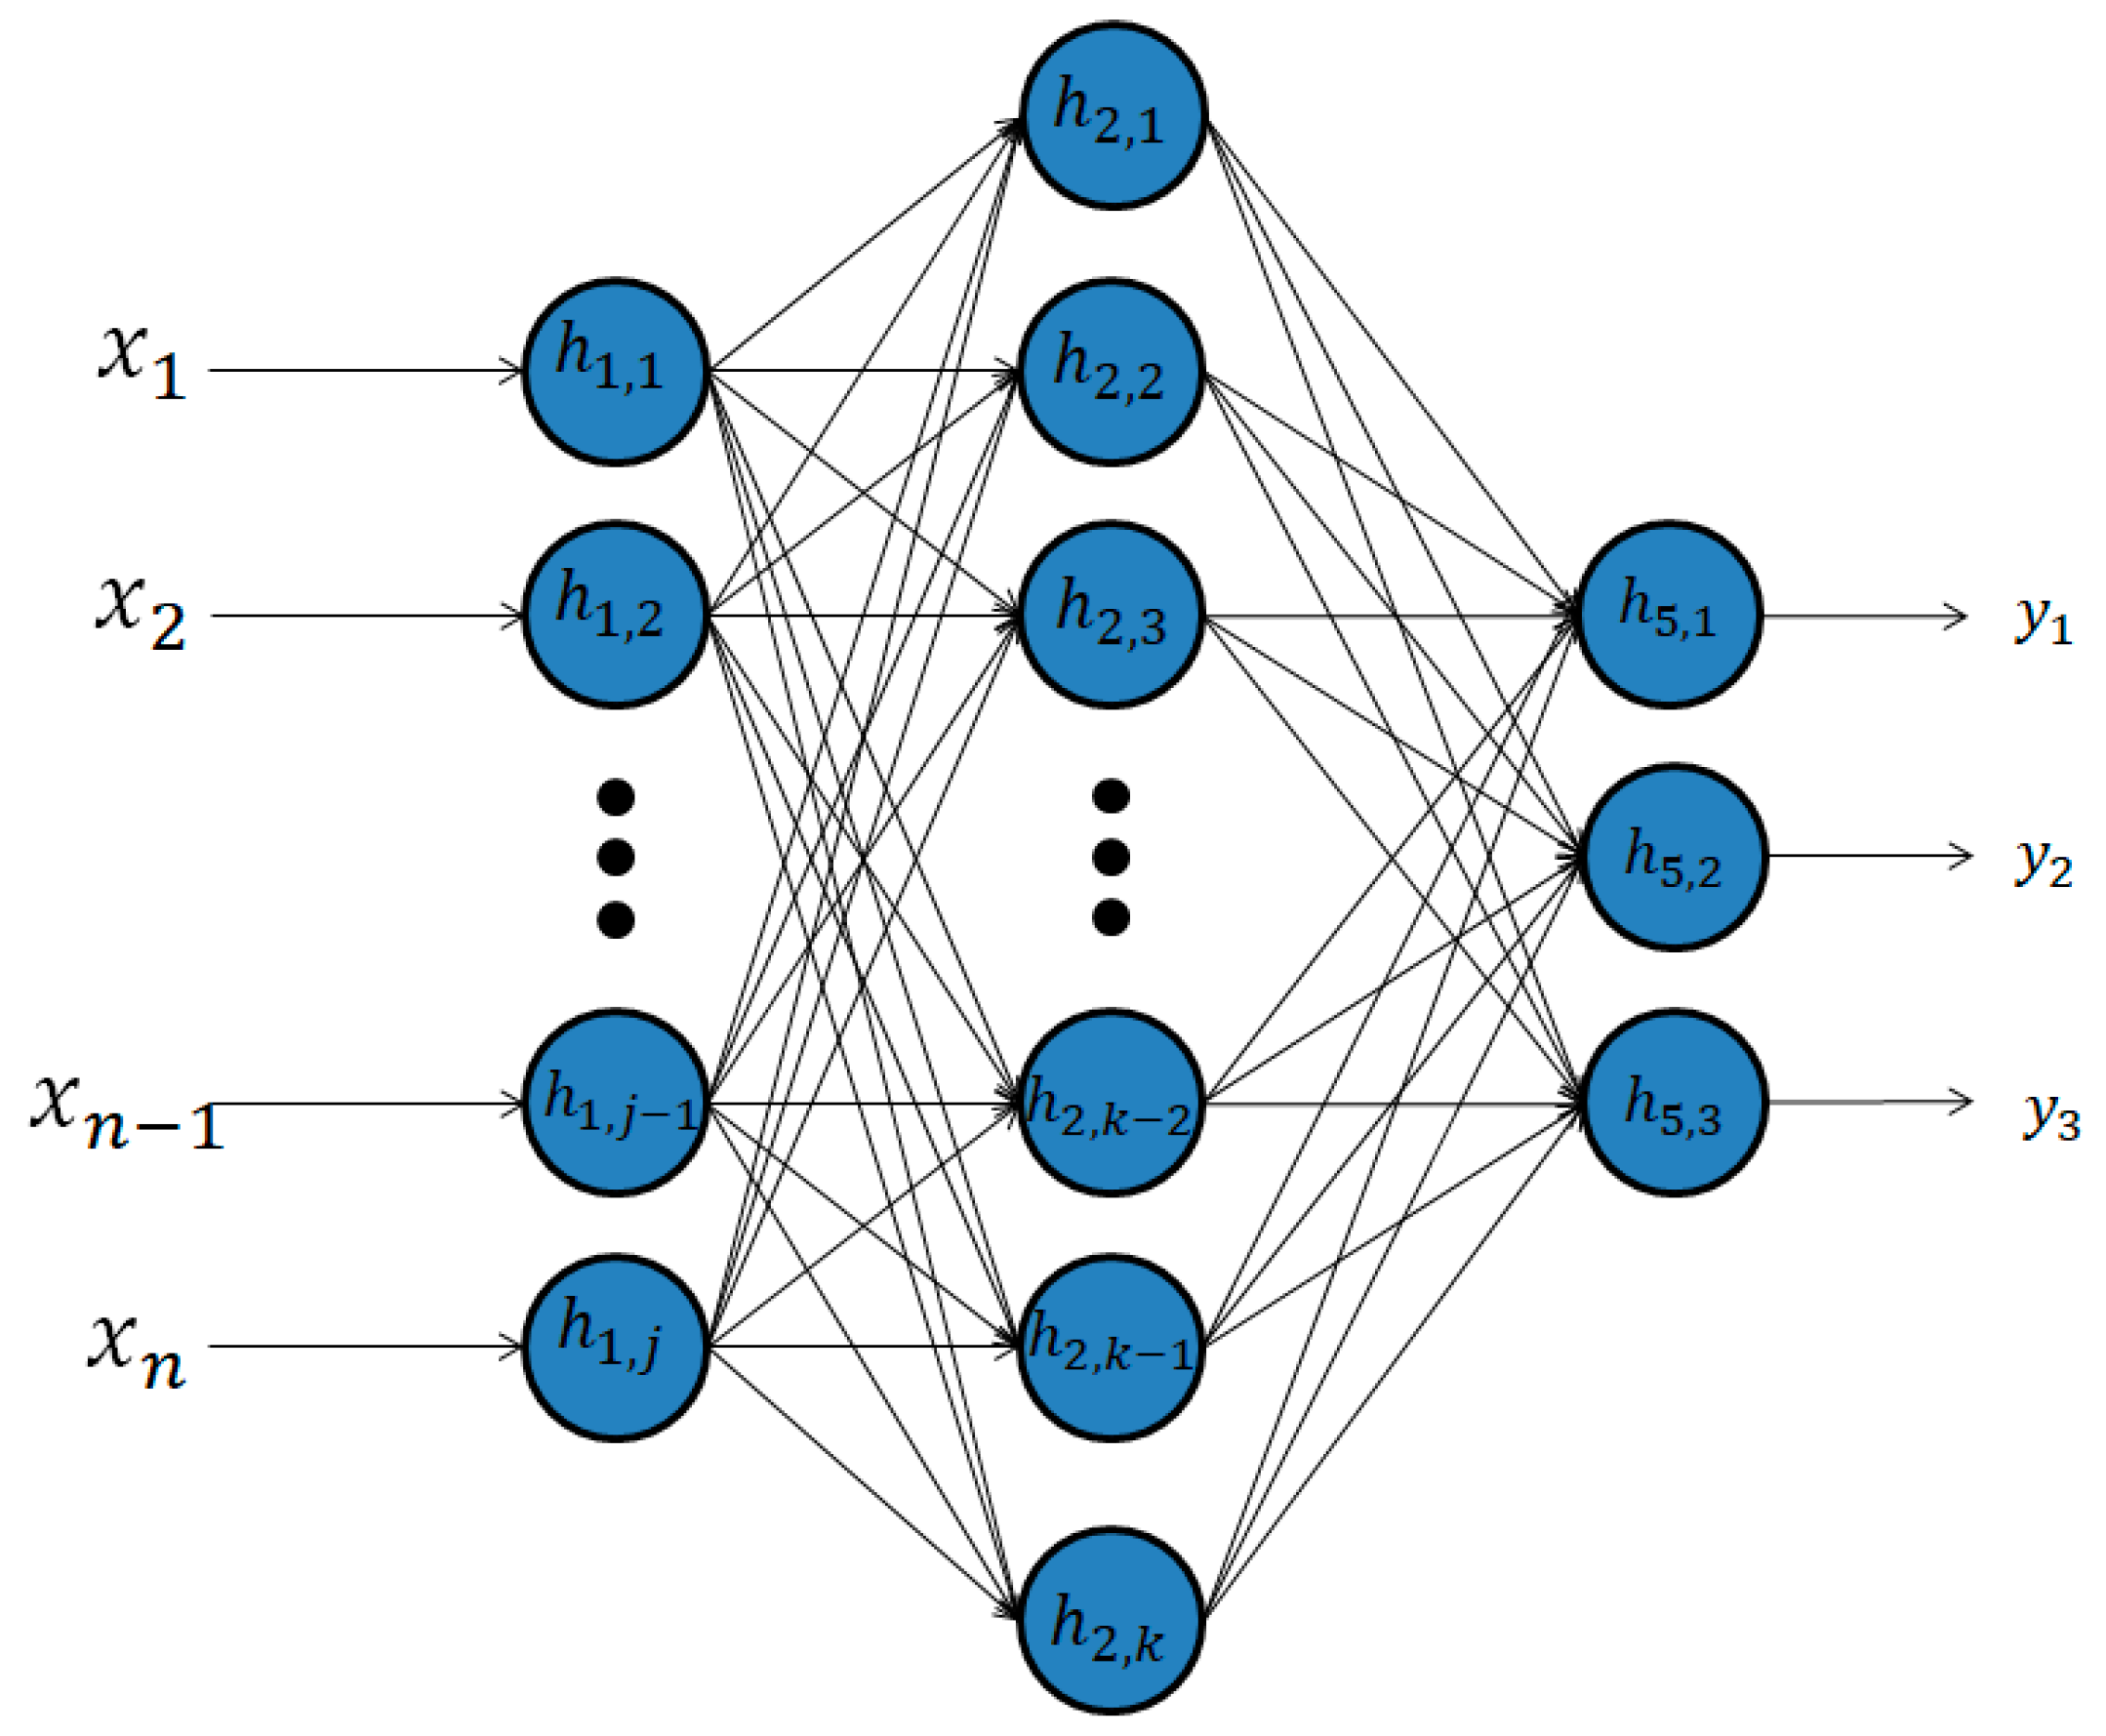 h2,1
x1 h1,1 h2,2
x2 h1,2 h2,3 h5,1 y1
h5,2 y2
xn−1 h1,j−1 h2,k−2 h5,3 y3
xn h1,j h2,k−1
h2,k